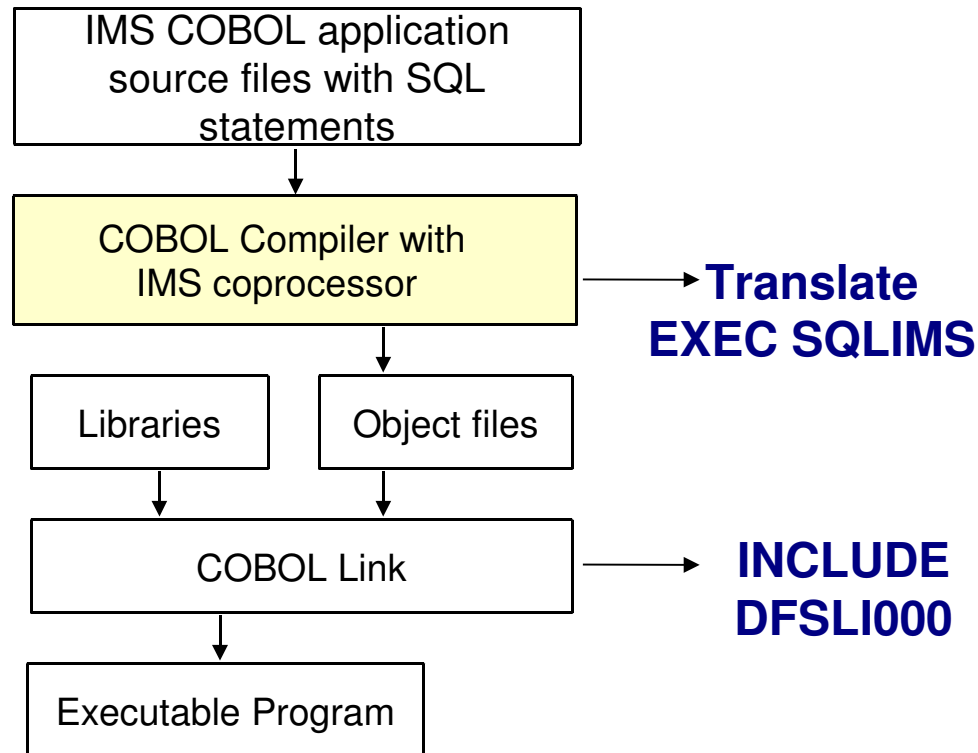 IMS COBOL application
source files with SQL
statements
COBOL Compiler with
IMS coprocessor
Translate
EXEC SQLIMS
Libraries
Object files
COBOL Link
INCLUDE
DFSLI000
Executable Program